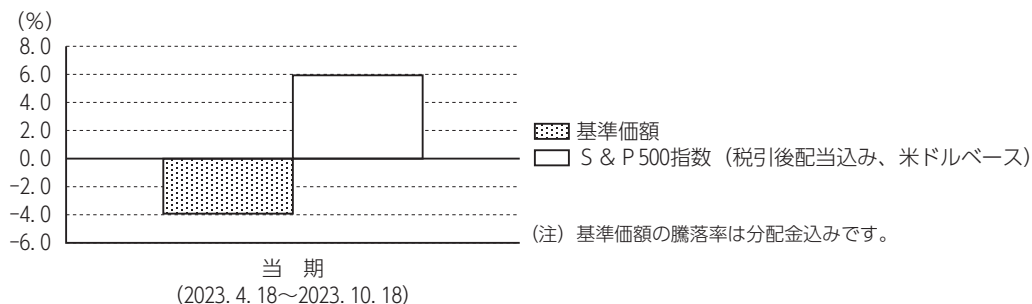 (%)
8.0
6.0
4.0
2.0
0.0
-2.0
-4.0
-6.0
当 期
(2023. 4. 18～2023. 10. 18)
基準価額
S & P 500指数（税引後配当込み、米ドルベース）
（注）基準価額の騰落率は分配金込みです。